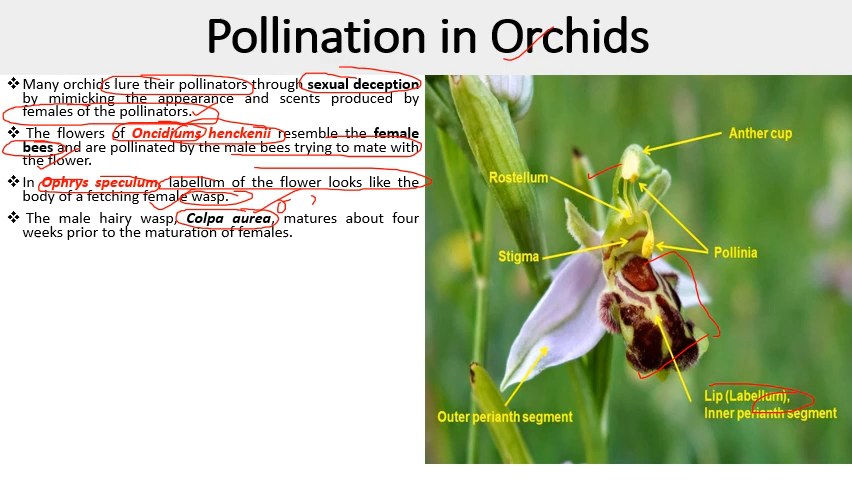 Pollination in Orchids
❖ Many orchids lure their pollinators through sexual deception
by mimicking the appearance and scents produced by
females of the pollinators.
❖ The flowers of Oncidiums henckenii resemble the female
bees and are pollinated by the male bees trying to mate with
the flower.
❖ In Ophrys speculum, labellum of the flower looks like the
body of a fetching female wasp.
❖ The male hairy wasp, Colpa aurea, matures about four
weeks prior to the maturation of females.
Anther cup
Rostellum
Stigma
Pollinia
Lip (Labellum),
Inner perianth segment
Outer perianth segment